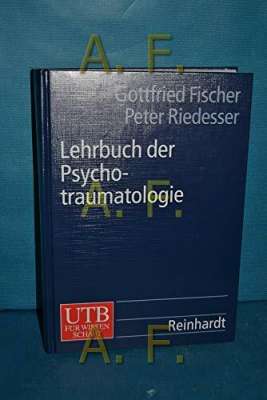 A. F.
Gottfried Fischer
Peter Riedesser
Lehrbuch der
Psycho-
traumatologie
A. F.
UTB
FÜR WISSEN
SCHAFT
Reinhardt
A. F.